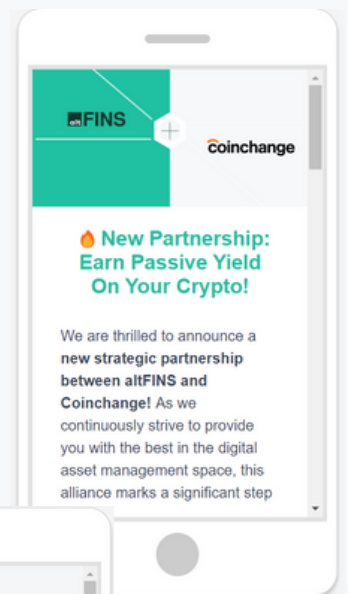 altFINS
coinchange
🔥 New Partnership:
Earn Passive Yield
On Your Crypto!
We are thrilled to announce a
new strategic partnership
between altFINS and
Coinchange! As we
continuously strive to provide
you with the best in the digital
asset management space, this
alliance marks a significant step